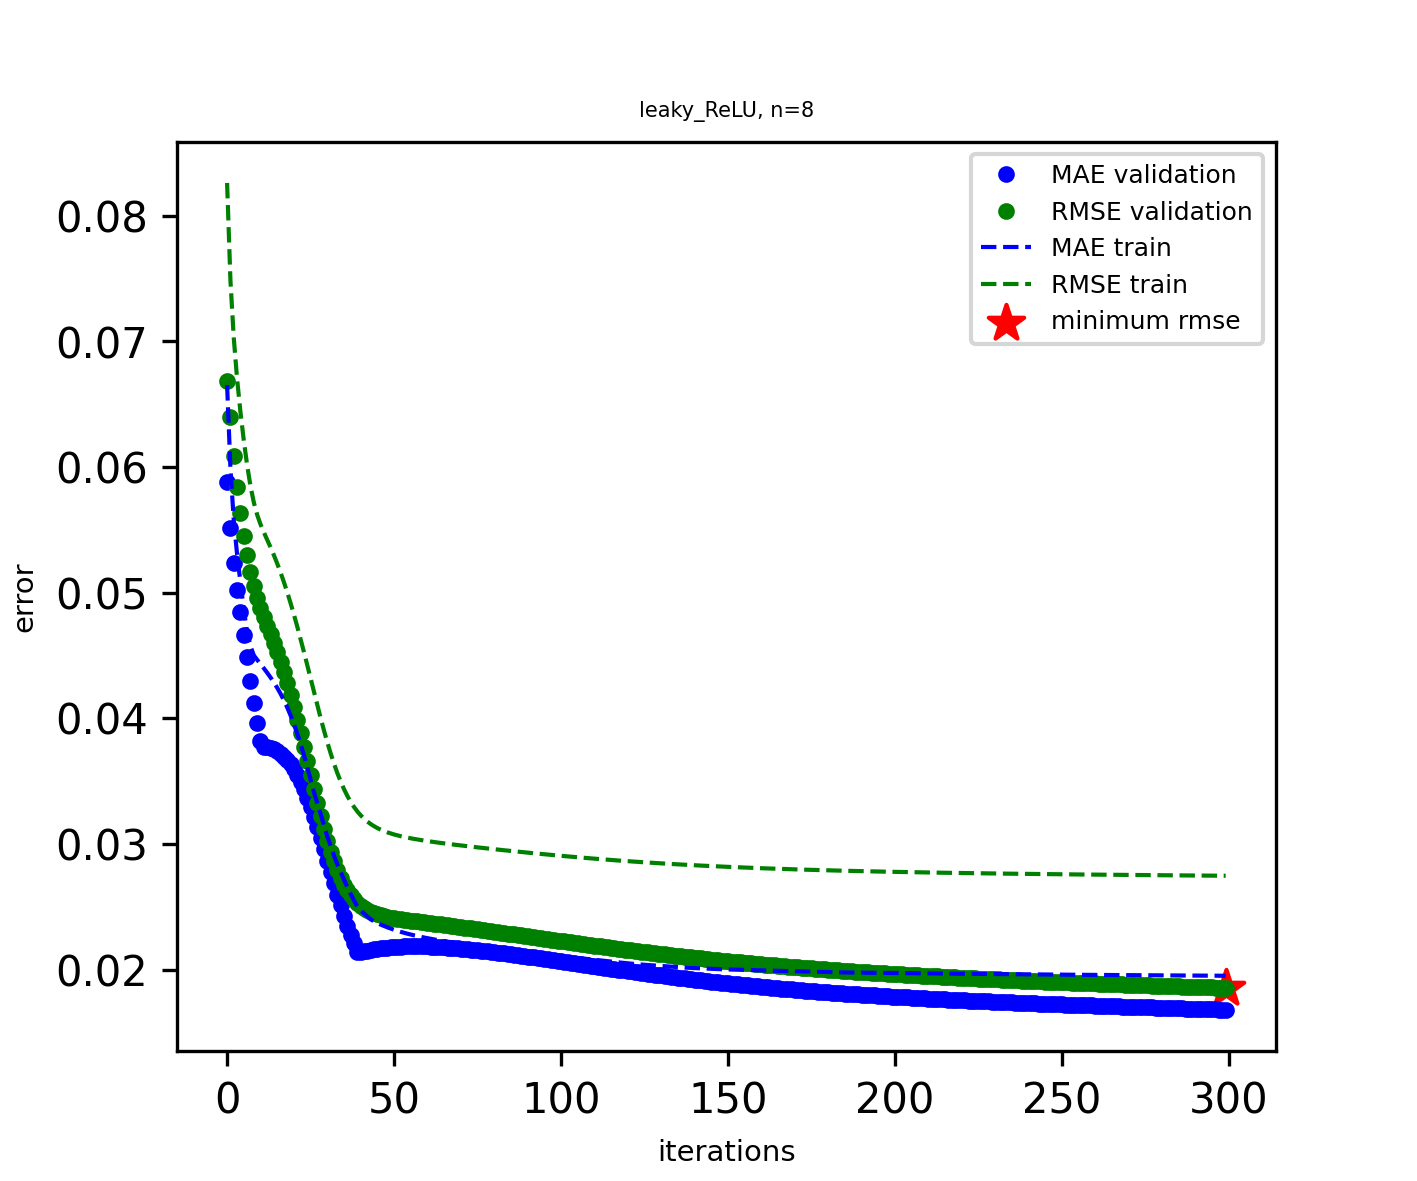 leaky_ReLU, n=8
MAE validation
RMSE validation
MAE train
RMSE train
minimum rmse
error
0.08
0.07
0.06
0.05
0.04
0.03
0.02
0 50 100 150 200 250 300
iterations